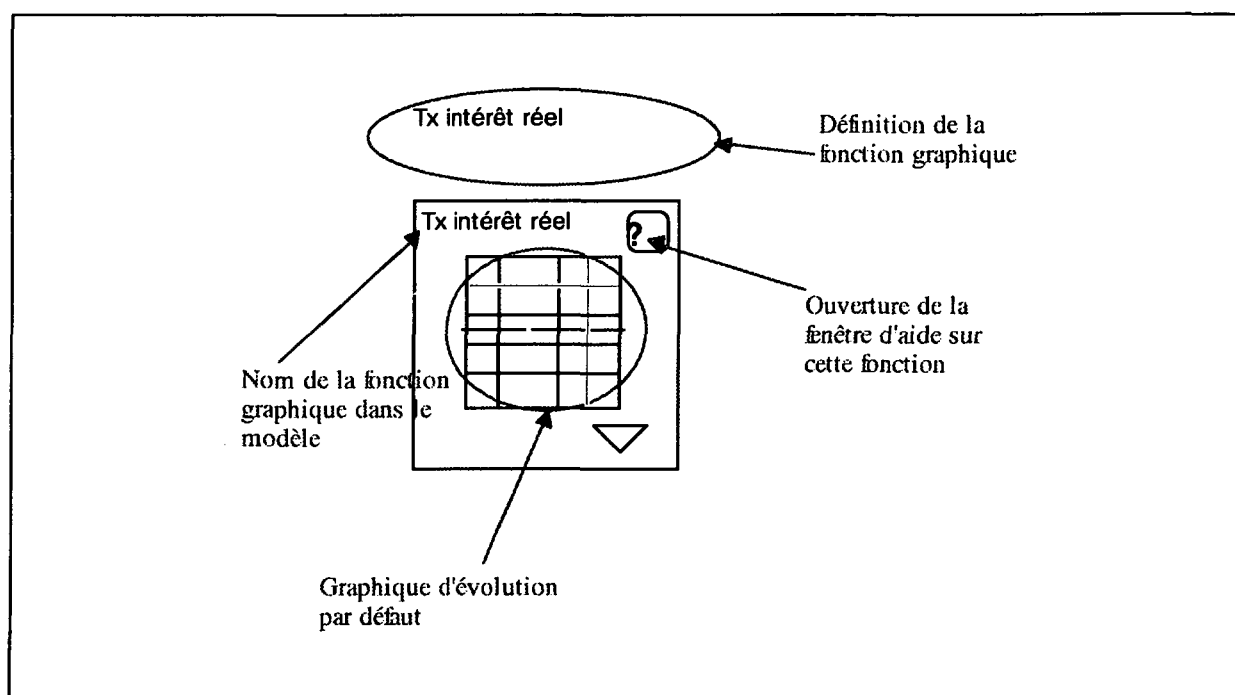 Tx intérêt réel
Définition de la
fonction graphique
Tx intérêt réel
?
Ouverture de la
fenêtre d'aide sur
cette fonction
Nom de la fonction
graphique dans le
modèle
Graphique d'évolution
par défaut